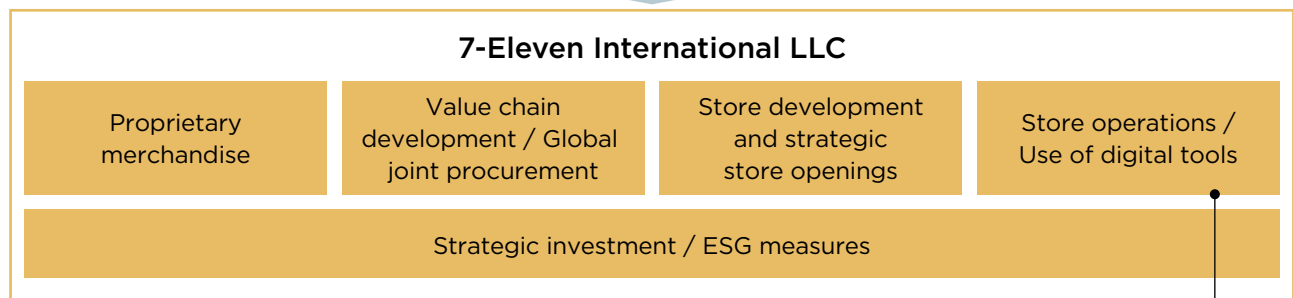 7-Eleven International LLC
Proprietary
merchandise
Value chain
development / Global
joint procurement
Store development
and strategic
store openings
Store operations /
Use of digital tools
Strategic investment / ESG measures